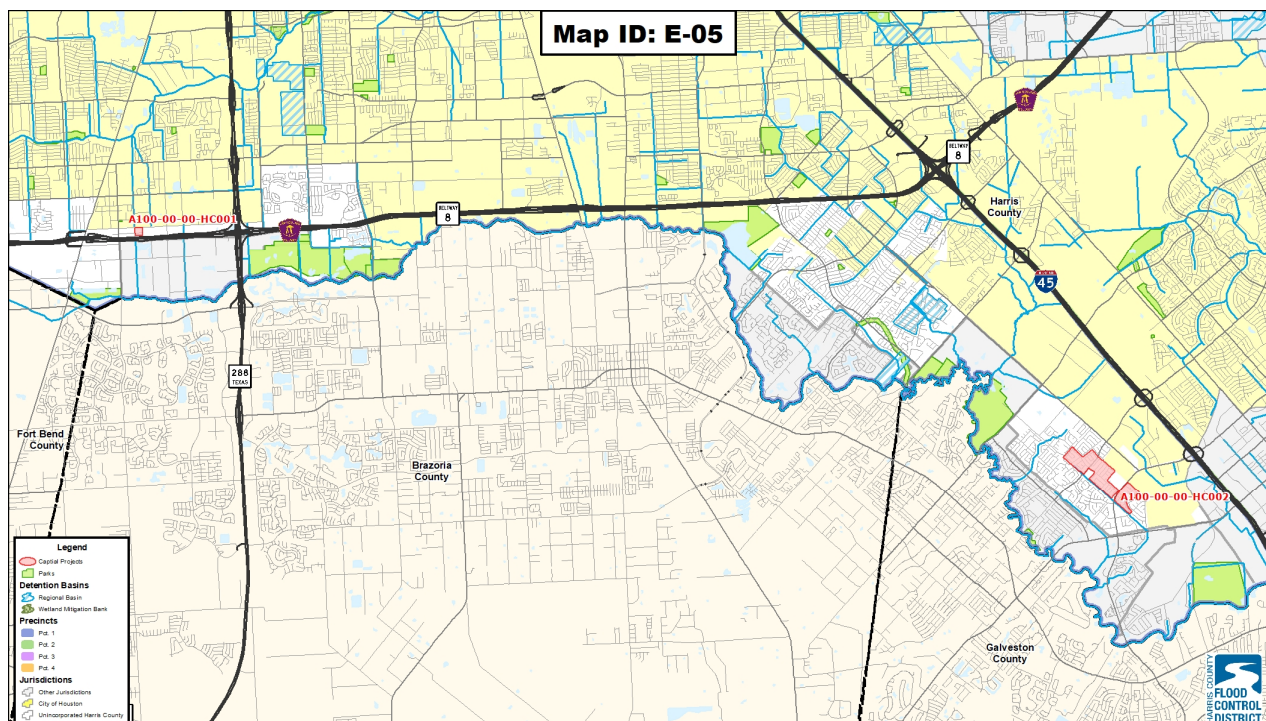 Map ID: E-05
BELTWAY
8
Harris
County
A100-00-00-HC001
BELTWAY
8
45
288
TEXAS
Fort Bend
County
Brazoria
County
A100-00-00-HC002
Galveston
County
Legend
Captial Projects
Parks
Detention Basins
Regional Basin
Wetland Mitigation Bank
Precincts
Pct. 1
Pct. 2
Pct. 3
Pct. 4
Jurisdictions
Other Jurisdictions
City of Houston
Unincorporated Harris County
HARRIS COUNTY
FLOOD
CONTROL
DISTRICT